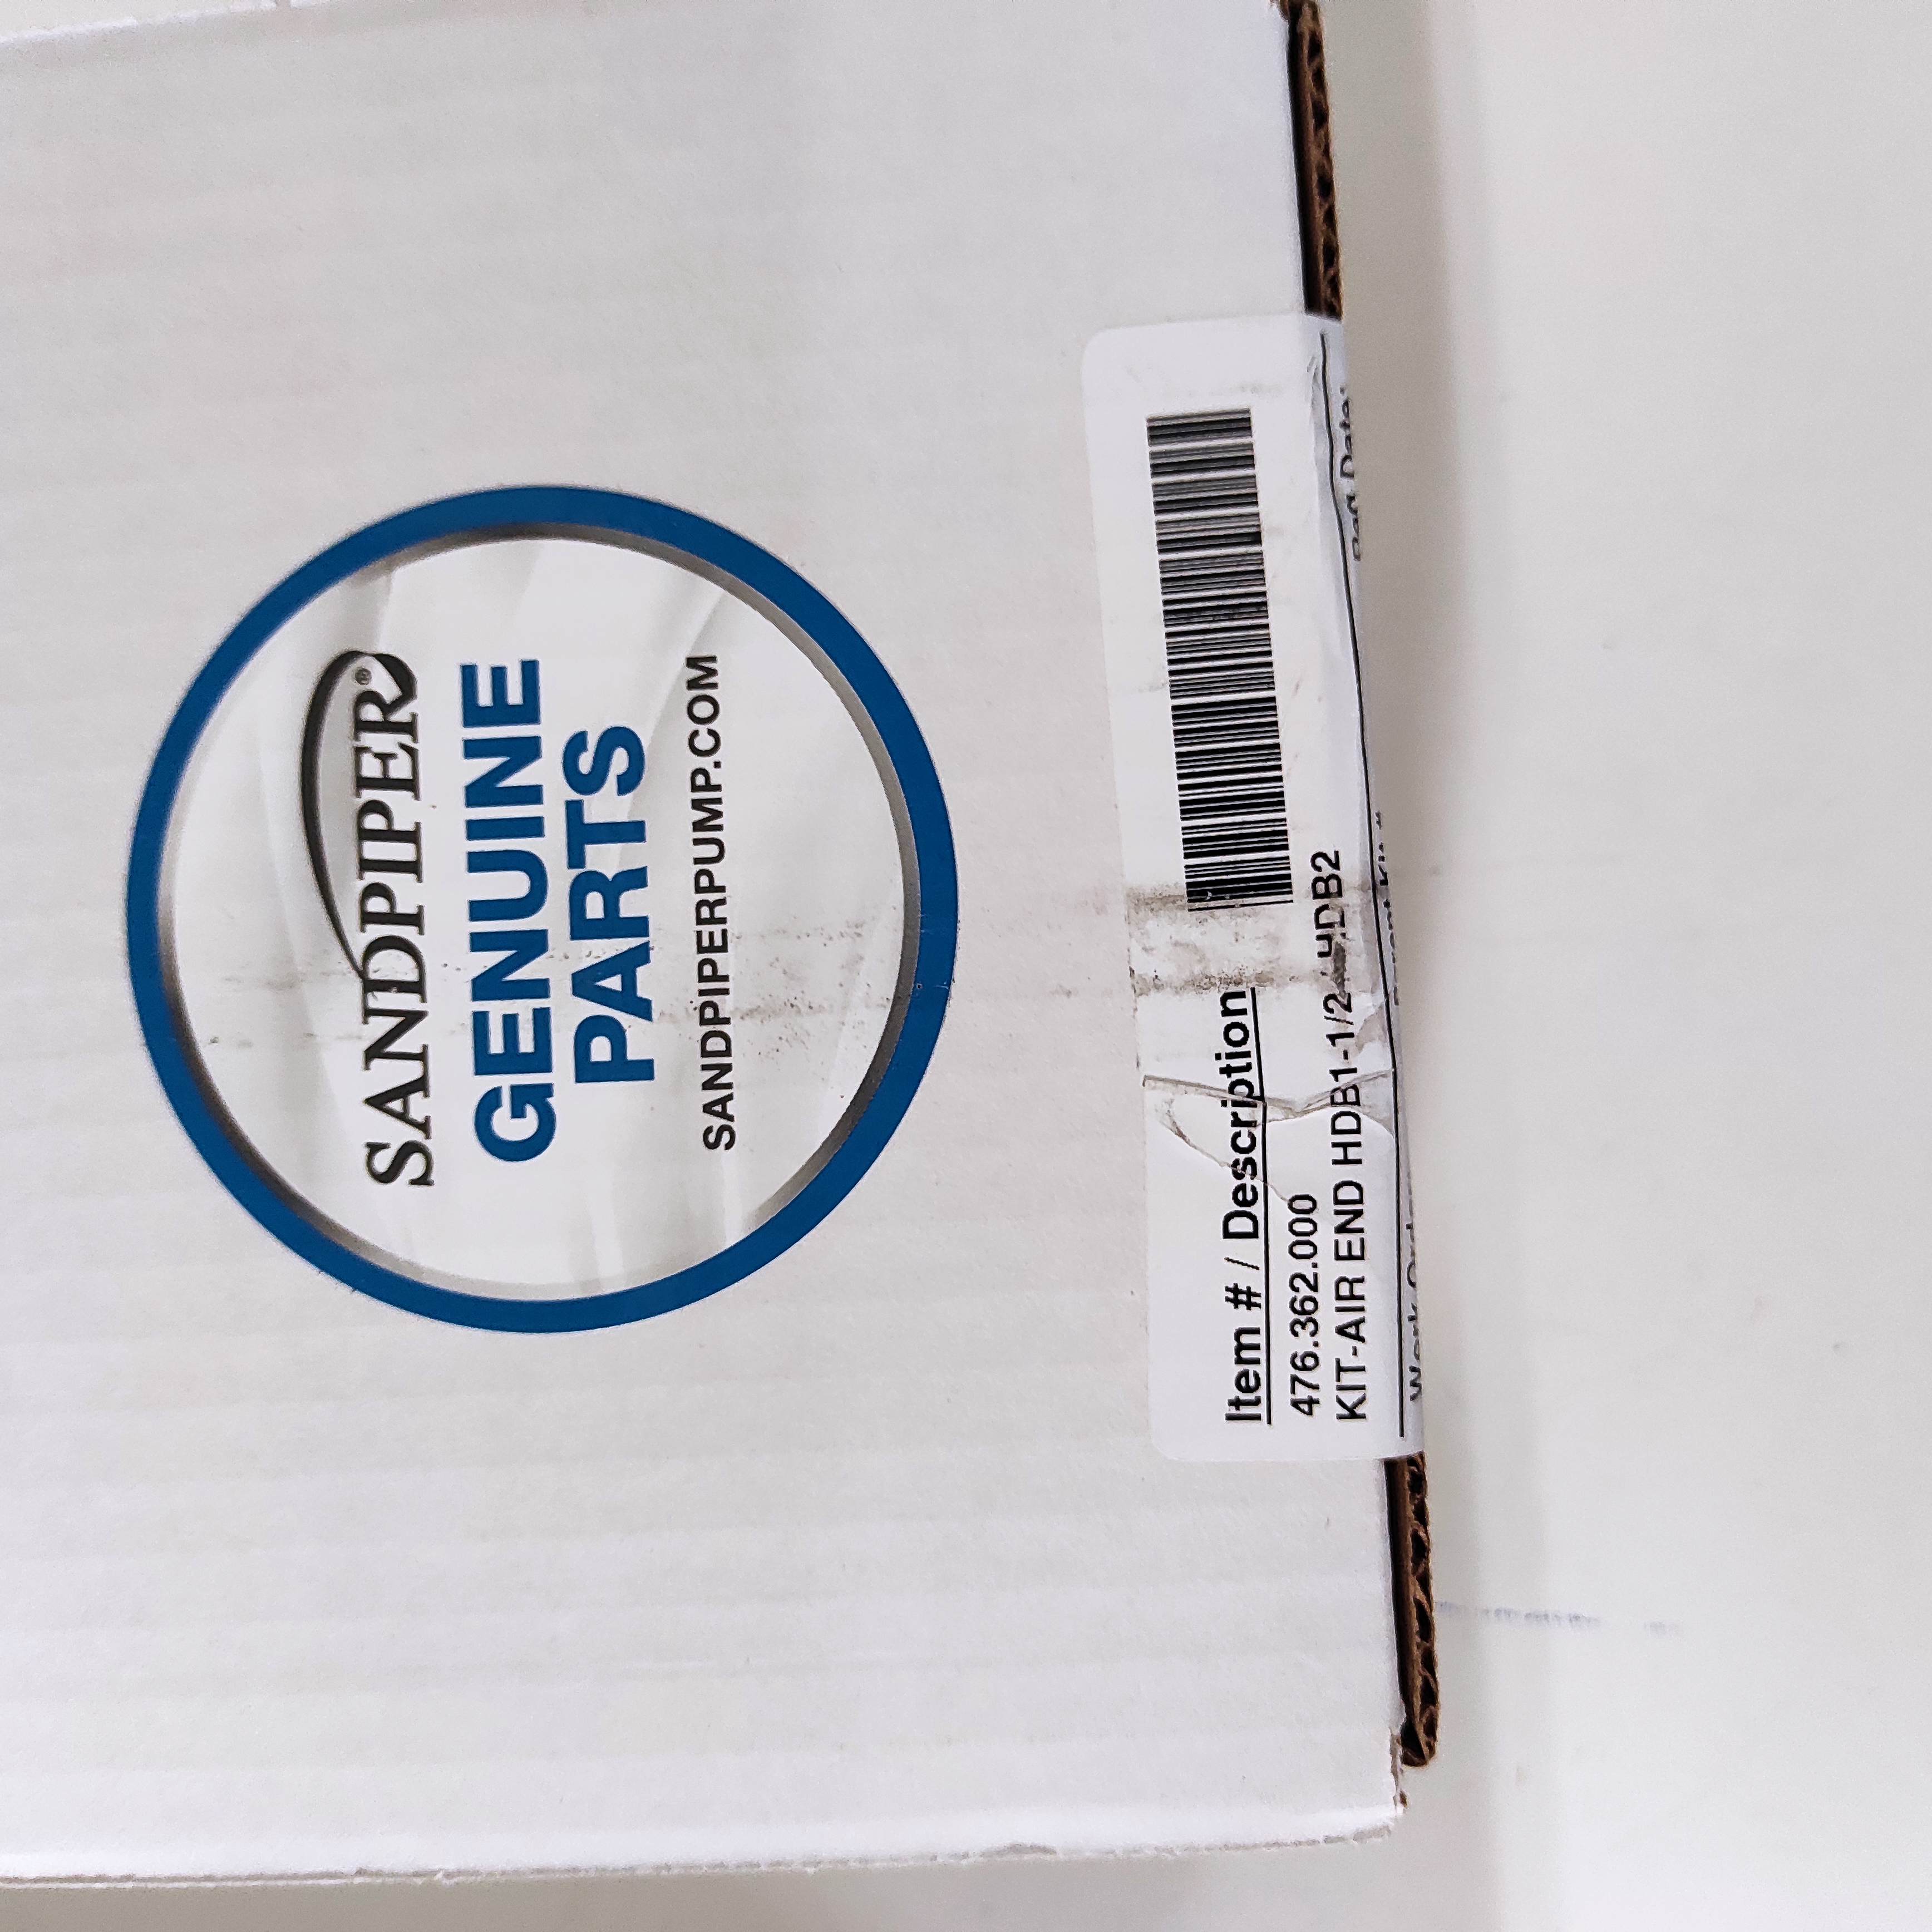 SANDPIPER®
GENUINE
PARTS
SANDPIPERPUMP.COM
Item # / Description
476.362.000
KIT-AIR END HDB1-1/2 HDB2